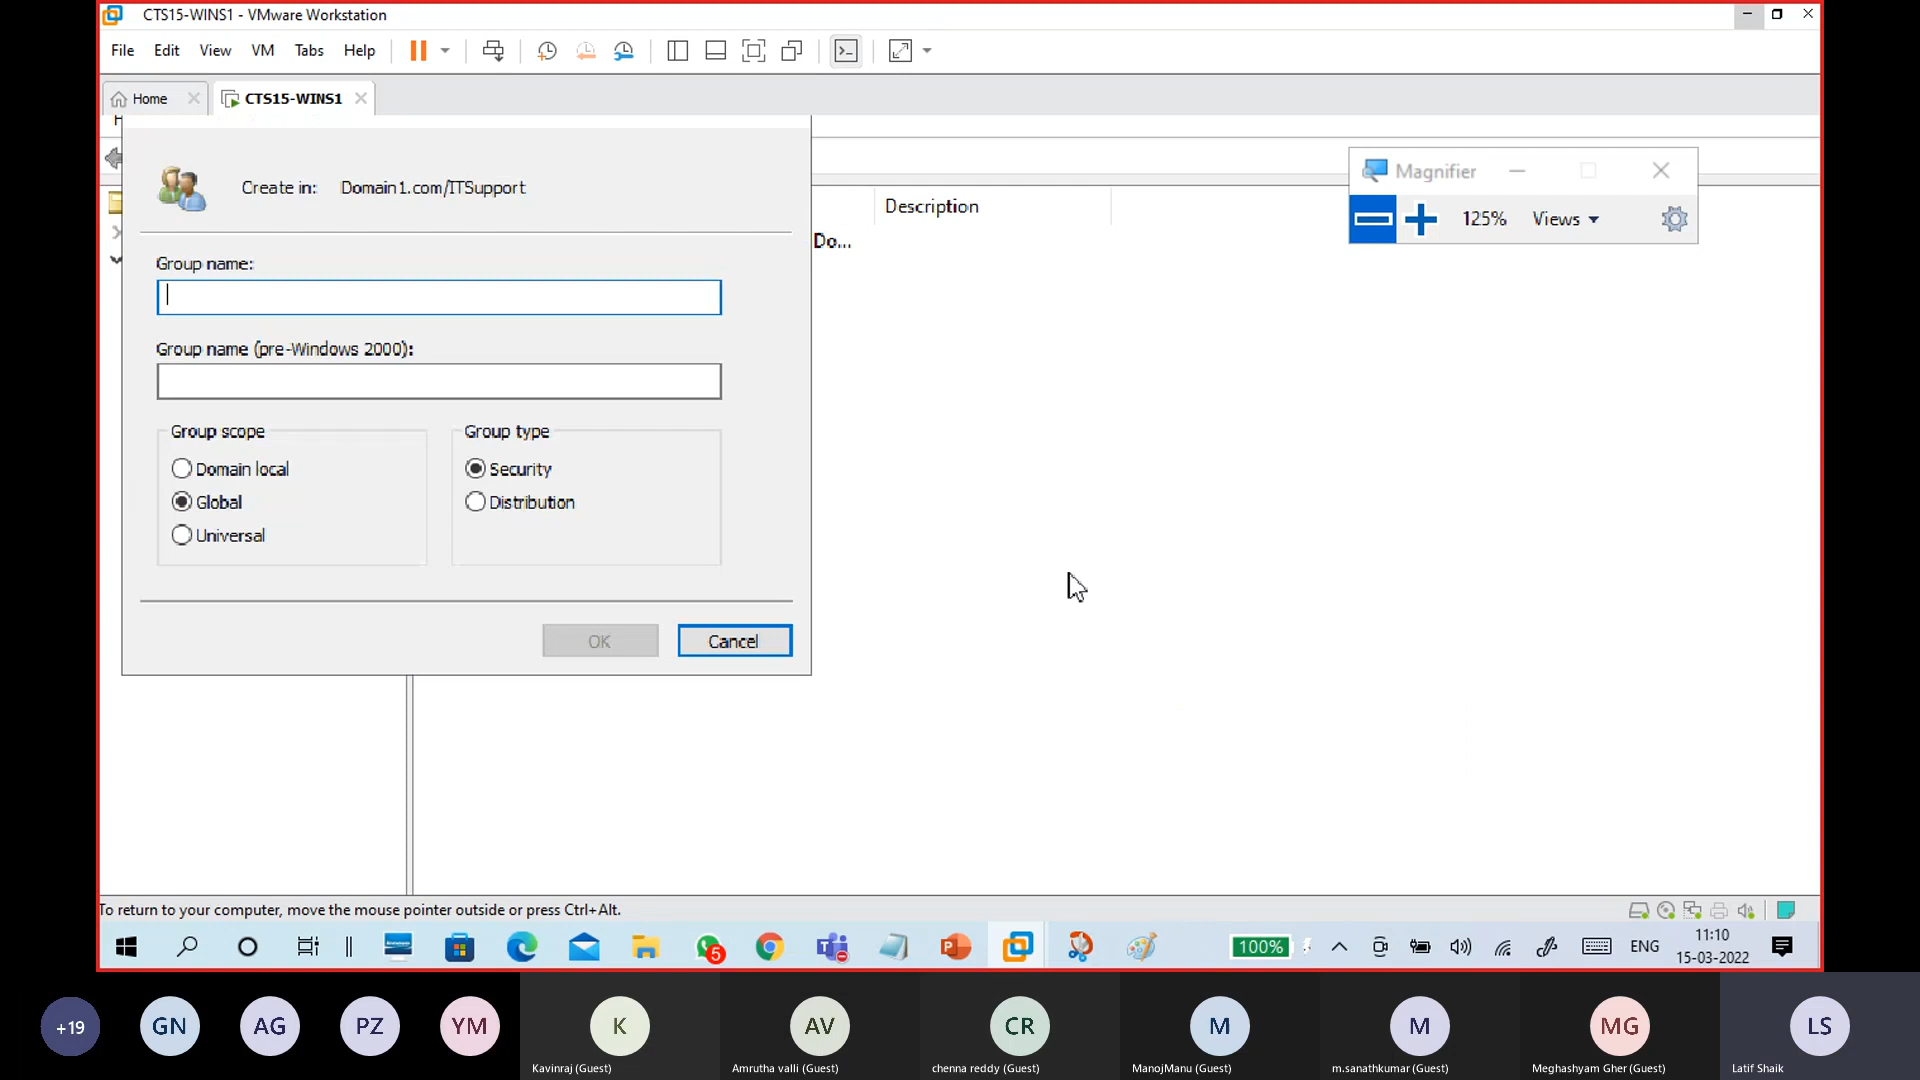 CTS15-WINS1 - VMware Workstation
File Edit View VM Tabs Help
Home CTS15-WINS1
Create in: Domain1.com/ITSupport
Magnifier
125% Views
Description
Do...
Group name:
Group name (pre-Windows 2000):
Group scope
Domain local
Global
Universal
Group type
Security
Distribution
OK Cancel
To return to your computer, move the mouse pointer outside or press Ctrl+Alt.
5
100%
ENG
11:10
15-03-2022
+19 GN AG PZ YM K AV CR M M MG LS
Kavinraj (Guest) Amrutha valli (Guest) chenna reddy (Guest) ManojManu (Guest) m.sanathkumar (Guest) Meghashyam Gher (Guest) Latif Shaik